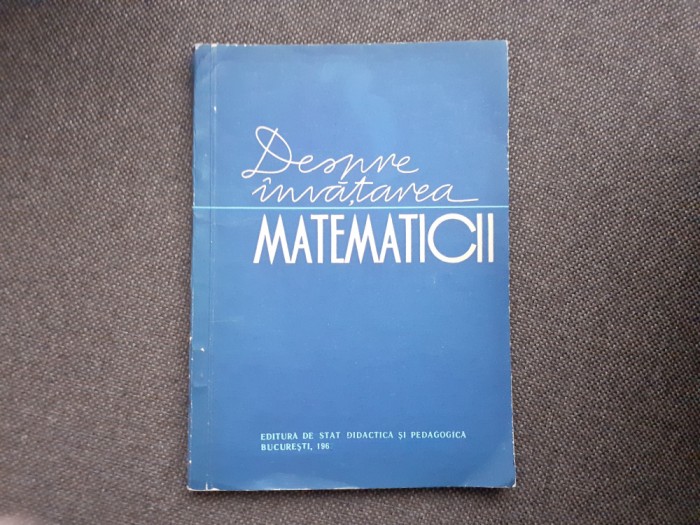 Despre
învățarea
MATEMATICII
EDITURA DE STAT DIDACTICĂ ȘI PEDAGOGICĂ
BUCUREȘTI, 196